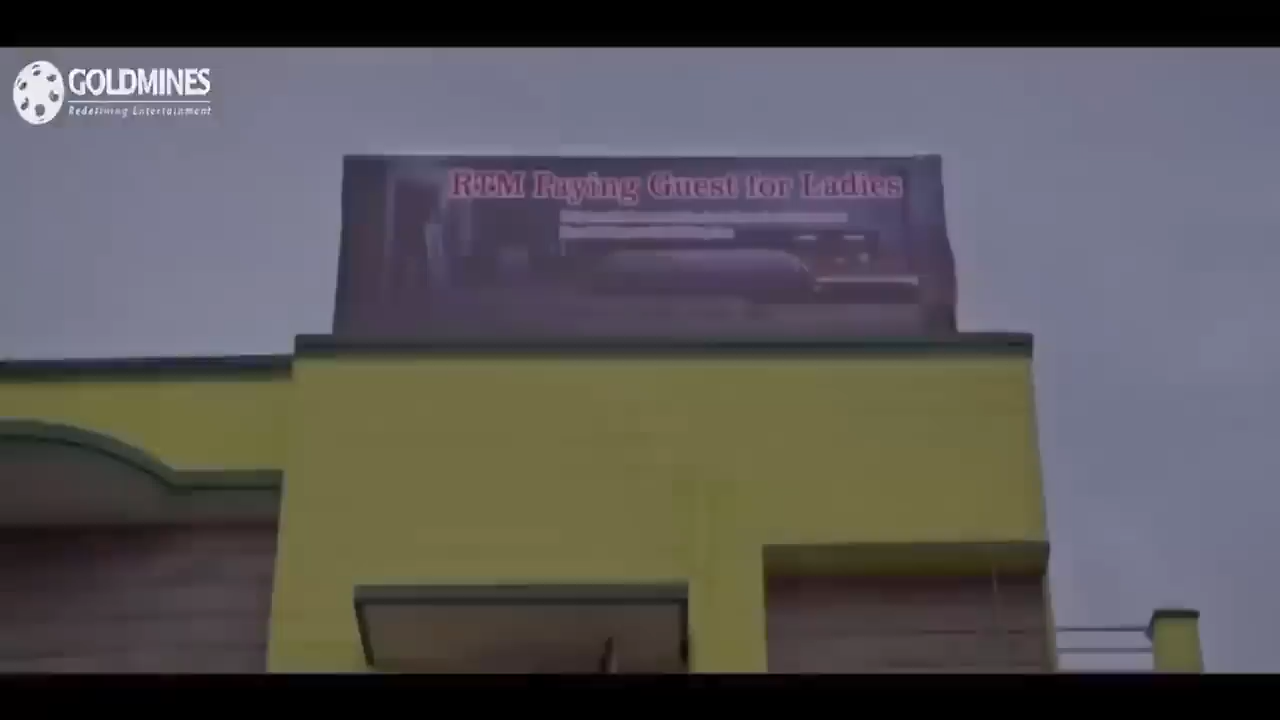 GOLDMINES
Redefining Entertainment
RTM Paying Guest for Ladies